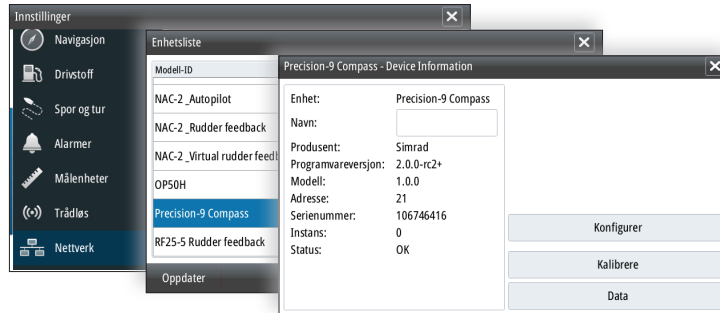 Innstillinger
Navigasjon
Drivstoff
Spor og tur
Alarmer
Målenheter
Trådløs
Nettverk
Enhetsliste
Modell-ID
NAC-2 _Autopilot
NAC-2 _Rudder feedback
NAC-2 _Virtual rudder feedb
OP50H
Precision-9 Compass
RF25-5 Rudder feedback
Oppdater
Precision-9 Compass - Device Information
Enhet: Precision-9 Compass
Navn:
Produsent: Simrad
Programvareversjon: 2.0.0-rc2+
Modell: 1.0.0
Adresse: 21
Serienummer: 106746416
Instans: 0
Status: OK
Konfigurer
Kalibrere
Data